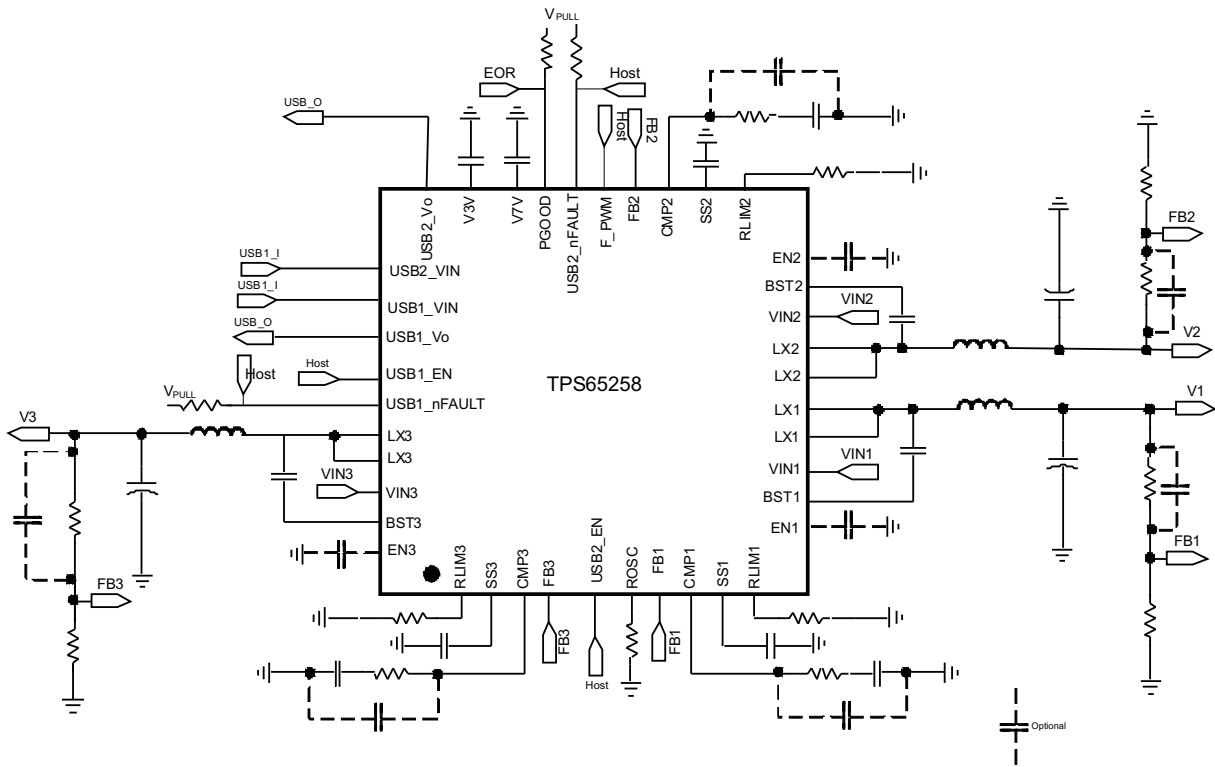 VPULL
EOR
Host
USB_O
Host
FB2
USB2_Vo
V3V
V7V
PGOOD
USB2_nFAULT
F_PWM
FB2
CMP2
SS2
RLIM2
USB1_I
USB2_VIN
USB1_I
USB1_VIN
USB_O
USB1_Vo
Host
USB1_EN
Host
VPULL
USB1_nFAULT
V3
LX3
LX3
VIN3
VIN3
BST3
EN3
FB3
TPS65258
EN2
BST2
VIN2
VIN2
LX2
LX2
LX1
LX1
VIN1
VIN1
BST1
EN1
FB2
V2
V1
FB1
RLIM3
SS3
CMP3
FB3
USB2_EN
ROSC
FB1
CMP1
SS1
RLIM1
FB3
Host
FB1
Optional